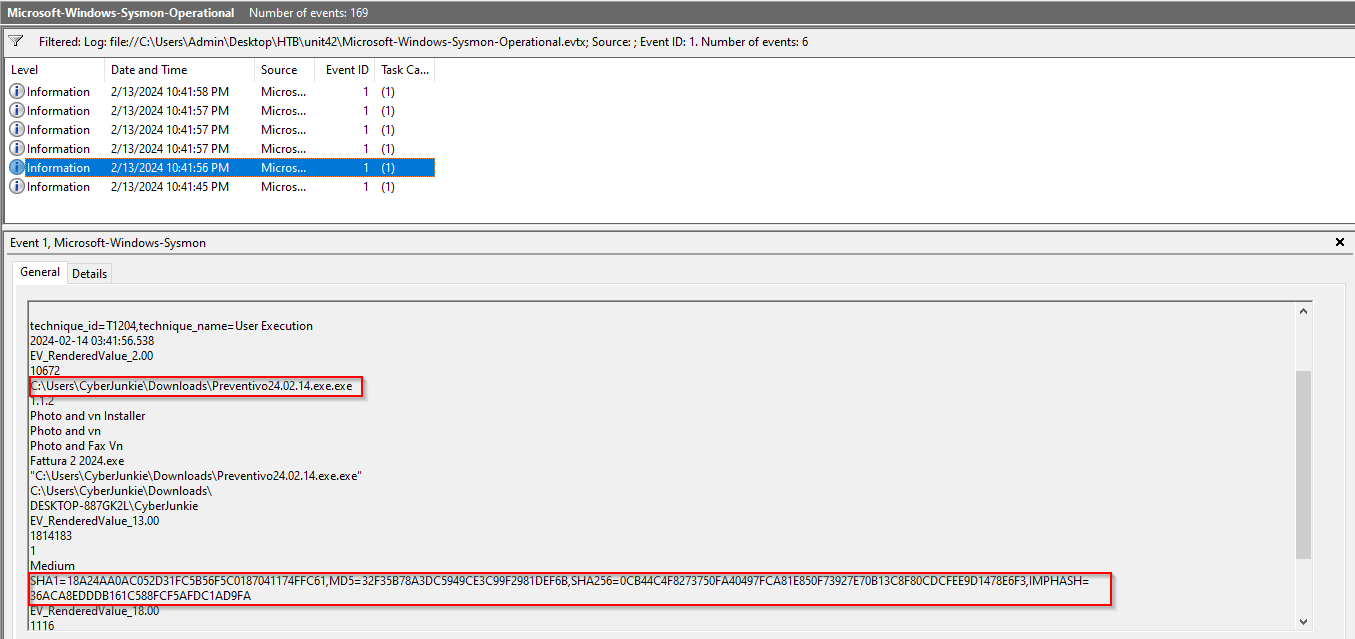 Microsoft-Windows-Sysmon-Operational Number of events: 169
Filtered: Log: file://C:\Users\Admin\Desktop\HTB\unit42\Microsoft-Windows-Sysmon-Operational.evtx; Source: ; Event ID: 1. Number of events: 6
Level Date and Time Source Event ID Task Ca...
Information 2/13/2024 10:41:58 PM Micros... 1 (1)
Information 2/13/2024 10:41:57 PM Micros... 1 (1)
Information 2/13/2024 10:41:57 PM Micros... 1 (1)
Information 2/13/2024 10:41:57 PM Micros... 1 (1)
Information 2/13/2024 10:41:56 PM Micros... 1 (1)
Information 2/13/2024 10:41:45 PM Micros... 1 (1)
Event 1, Microsoft-Windows-Sysmon
General Details
technique_id=T1204,technique_name=User Execution
2024-02-14 03:41:56.538
EV_RenderedValue_2.00
10672
C:\Users\CyberJunkie\Downloads\Preventivo24.02.14.exe.exe
1.1.2
Photo and vn Installer
Photo and vn
Photo and Fax Vn
Fattura 2 2024.exe
"C:\Users\CyberJunkie\Downloads\Preventivo24.02.14.exe.exe"
C:\Users\CyberJunkie\Downloads\
DESKTOP-887GK2L\CyberJunkie
EV_RenderedValue_13.00
1814183
1
Medium
SHA1=18A24AA0AC052D31FC5B56F5C0187041174FFC61,MD5=32F35B78A3DC5949CE3C99F2981DEF6B,SHA256=0CB44C4F8273750FA40497FCA81E850F73927E70B13C8F80CDCFEE9D1478E6F3,IMPHASH=
36ACA8EDDDB161C588FCF5AFDC1AD9FA
EV_RenderedValue_18.00
1116